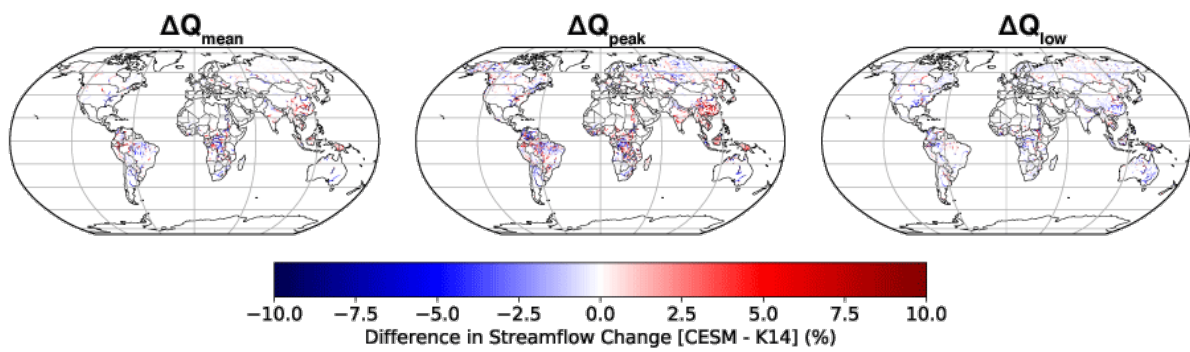 ΔQmean
ΔQpeak
ΔQlow
−10.0 −7.5 −5.0 −2.5 0.0 2.5 5.0 7.5 10.0
Difference in Streamflow Change [CESM - K14] (%)